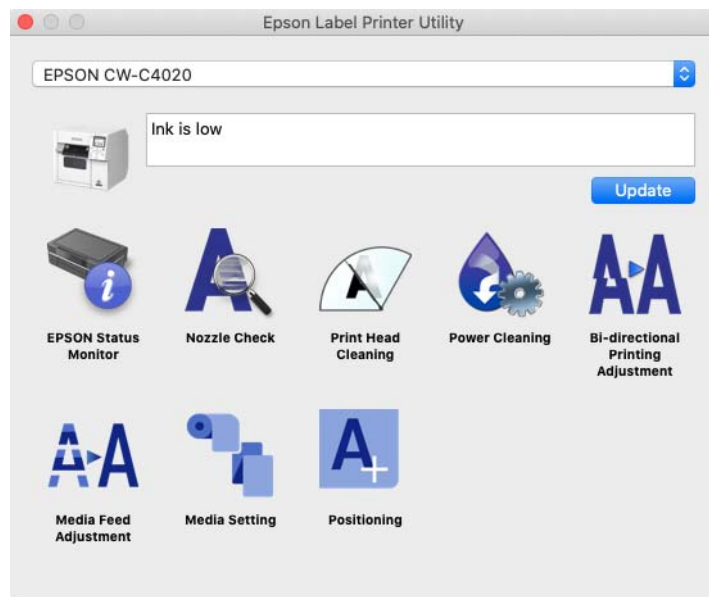 Epson Label Printer Utility
EPSON CW-C4020
Ink is low
Update
EPSON Status
Monitor
Nozzle Check
Print Head
Cleaning
Power Cleaning
Bi-directional
Printing
Adjustment
Media Feed
Adjustment
Media Setting
Positioning